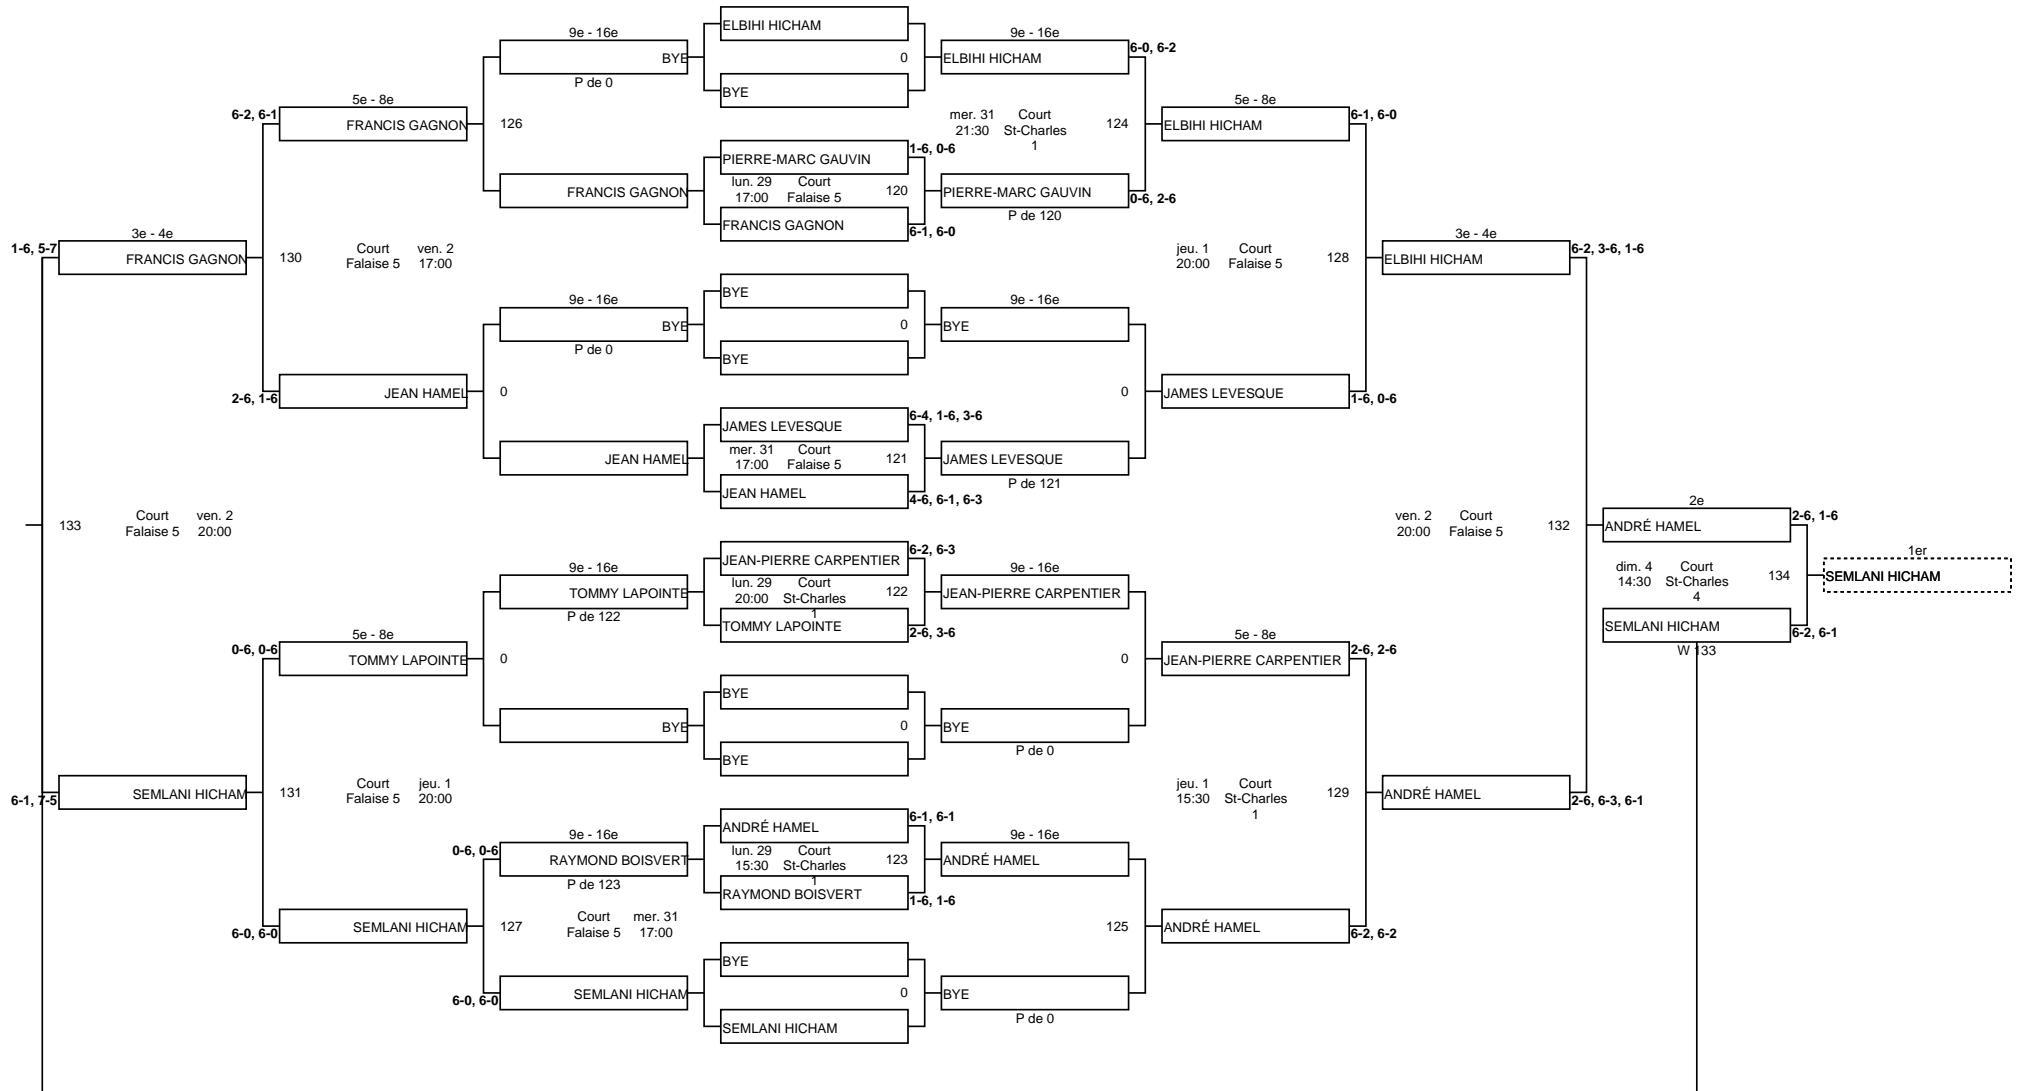 ELBIHI HICHAM
9e - 16e
9e - 16e
6-0, 6-2
BYE
0
ELBIHI HICHAM
P de 0
BYE
5e - 8e
mer. 31 Court
5e - 8e
6-2, 6-1
6-1, 6-0
FRANCIS GAGNON
126
21:30 St-Charles
124
ELBIHI HICHAM
1
PIERRE-MARC GAUVIN
1-6, 0-6
lun. 29 Court
FRANCIS GAGNON
17:00 Falaise 5
120
PIERRE-MARC GAUVIN
0-6, 2-6
P de 120
FRANCIS GAGNON
6-1, 6-0
3e - 4e
3e - 4e
1-6, 5-7
Court ven. 2
jeu. 1 Court
6-2, 3-6, 1-6
FRANCIS GAGNON
130
Falaise 5 17:00
20:00 Falaise 5
128
ELBIHI HICHAM
BYE
9e - 16e
9e - 16e
BYE
0
BYE
P de 0
BYE
JEAN HAMEL
0
0
JAMES LEVESQUE
2-6, 1-6
1-6, 0-6
JAMES LEVESQUE
6-4, 1-6, 3-6
mer. 31 Court
JEAN HAMEL
17:00 Falaise 5
121
JAMES LEVESQUE
P de 121
JEAN HAMEL
4-6, 6-1, 6-3
2e
Court ven. 2
ven. 2 Court
2-6, 1-6
133
Falaise 5 20:00
20:00 Falaise 5
132
ANDRÉ HAMEL
1er
JEAN-PIERRE CARPENTIER
6-2, 6-3
9e - 16e
9e - 16e
dim. 4 Court
14:30 St-Charles
134
SEMLANI HICHAM
4
lun. 29 Court
TOMMY LAPOINTE
20:00 St-Charles
122
JEAN-PIERRE CARPENTIER
1
P de 122
TOMMY LAPOINTE
2-6, 3-6
SEMLANI HICHAM
6-2, 6-1
W 133
5e - 8e
5e - 8e
0-6, 0-6
2-6, 2-6
TOMMY LAPOINTE
0
0
JEAN-PIERRE CARPENTIER
BYE
BYE
0
BYE
P de 0
BYE
Court jeu. 1
jeu. 1 Court
6-1, 7-5
SEMLANI HICHAM
131
Falaise 5 20:00
15:30 St-Charles
129
ANDRÉ HAMEL
2-6, 6-3, 6-1
1
ANDRÉ HAMEL
6-1, 6-1
9e - 16e
9e - 16e
0-6, 0-6
lun. 29 Court
RAYMOND BOISVERT
15:30 St-Charles
123
ANDRÉ HAMEL
1
P de 123
RAYMOND BOISVERT
1-6, 1-6
Court mer. 31
SEMLANI HICHAM
127
Falaise 5 17:00
125
ANDRÉ HAMEL
6-0, 6-0
6-2, 6-2
BYE
SEMLANI HICHAM
0
BYE
6-0, 6-0
P de 0
SEMLANI HICHAM